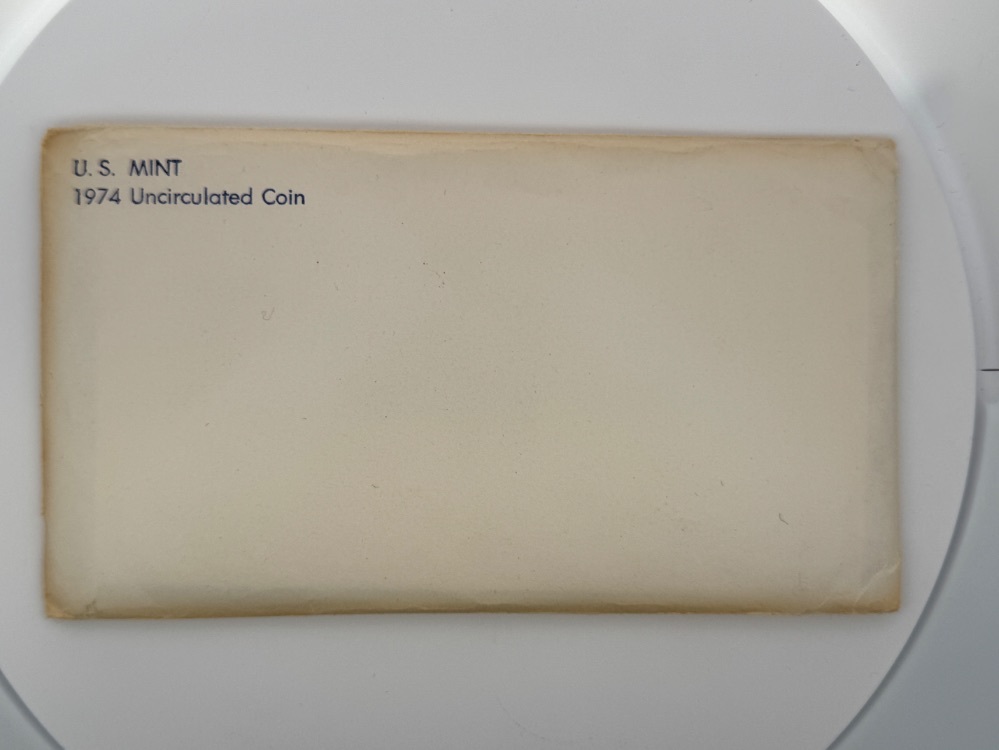 U. S. MINT
1974 Uncirculated Coin